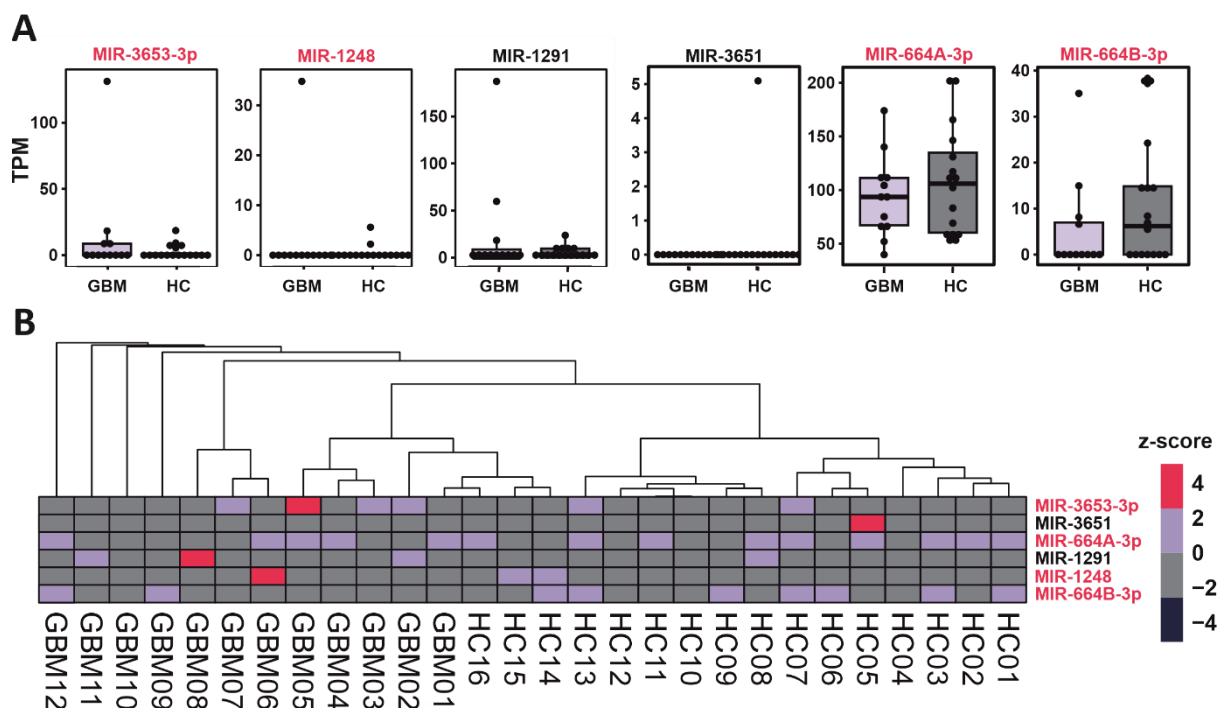 A
MIR-3653-3p MIR-1248 MIR-1291 MIR-3651 MIR-664A-3p MIR-664B-3p
TPM
100
50
0
GBM HC
30
20
10
0
GBM HC
150
100
50
0
GBM HC
5
4
3
2
1
0
GBM HC
200
150
100
50
GBM HC
40
30
20
10
0
GBM HC
B
z-score
4
2
0
−2
−4
MIR-3653-3p
MIR-3651
MIR-664A-3p
MIR-1291
MIR-1248
MIR-664B-3p
GBM12
GBM11
GBM10
GBM09
GBM08
GBM07
GBM06
GBM05
GBM04
GBM03
GBM02
GBM01
HC16
HC15
HC14
HC13
HC12
HC11
HC10
HC09
HC08
HC07
HC06
HC05
HC04
HC03
HC02
HC01